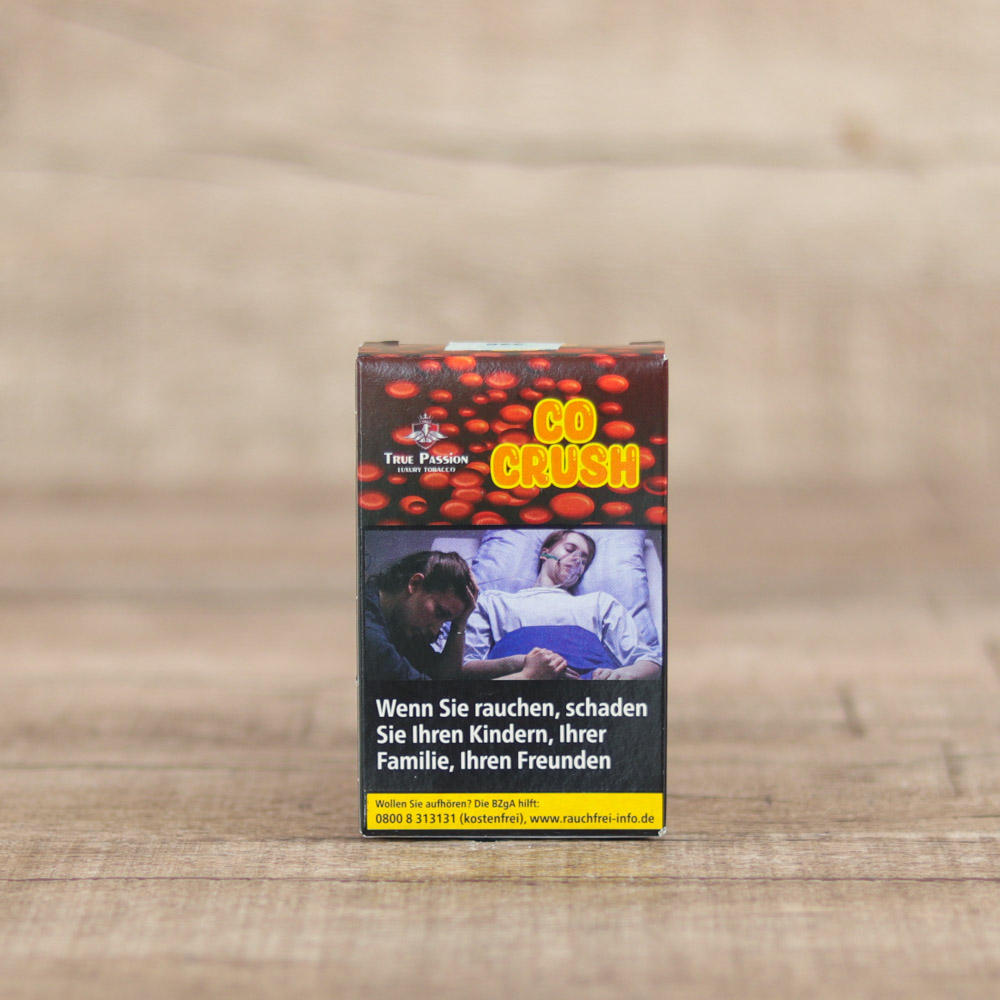 CO
CRUSH
TRUE PASSION
LUXURY TOBACCO
Wenn Sie rauchen, schaden
Sie Ihren Kindern, Ihrer
Familie, Ihren Freunden
Wollen Sie aufhören? Die BZgA hilft:
0800 8 313131 (kostenfrei), www.rauchfrei-info.de